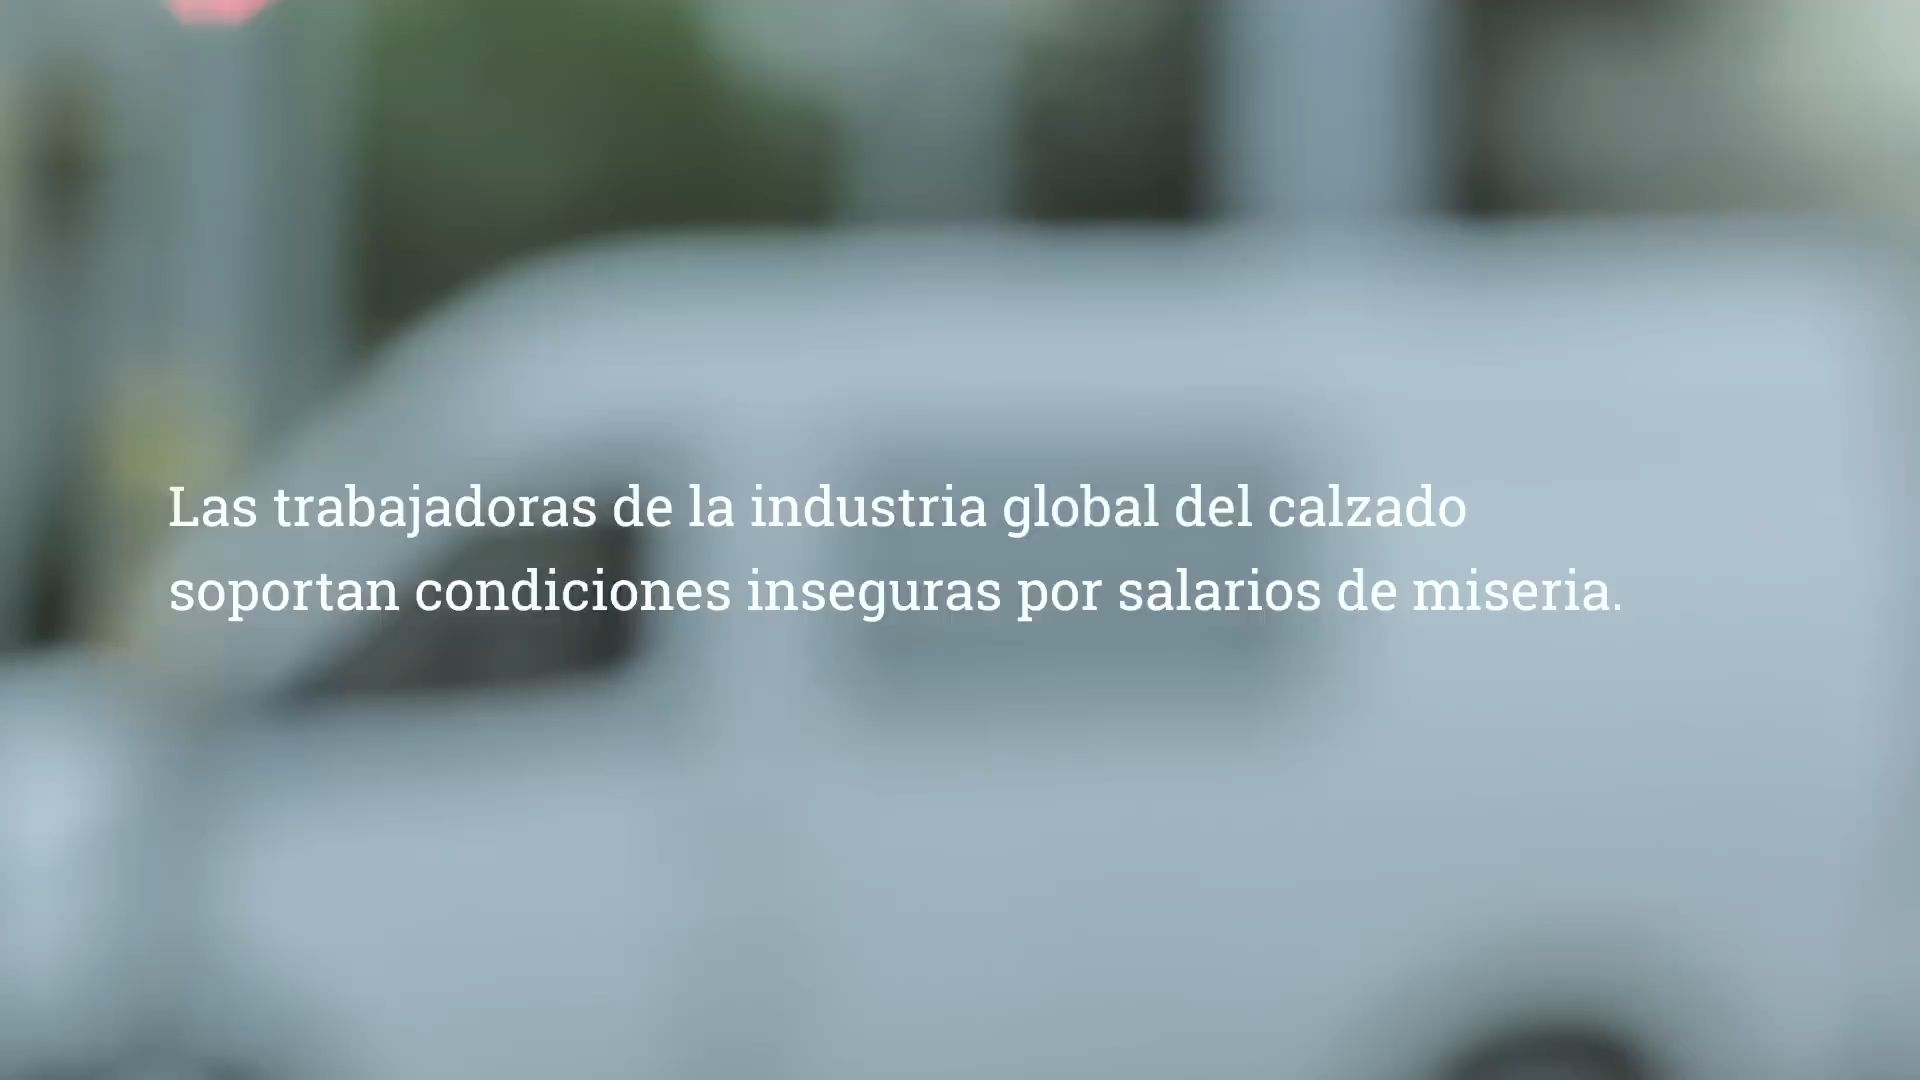 Las trabajadoras de la industria global del calzado
soportan condiciones inseguras por salarios de miseria.